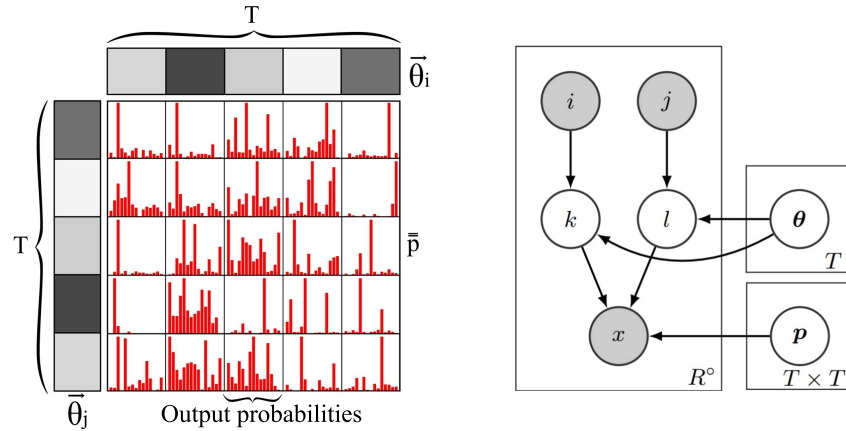 T
θ⃗i
T
p̿
θ⃗j
Output probabilities
i
j
k
l
θ
T
x
p
R°
T × T